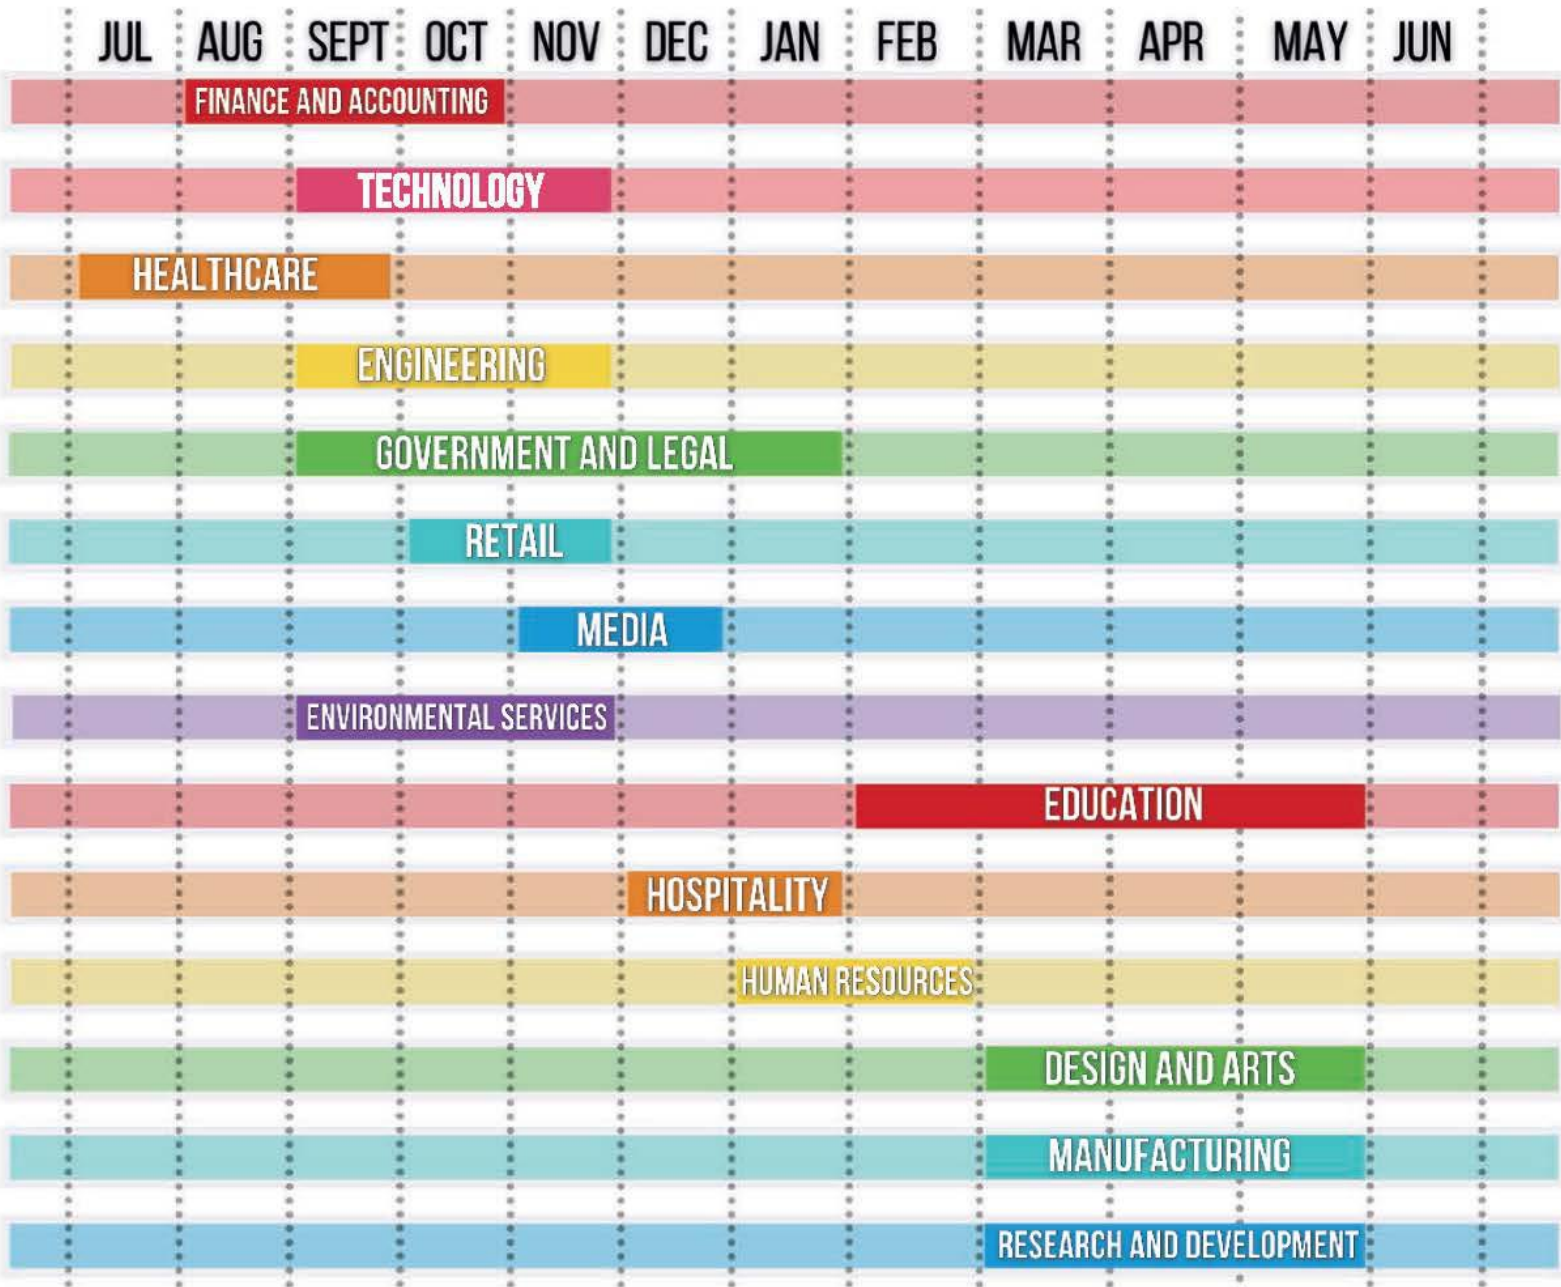 JUL AUG SEPT OCT NOV DEC JAN FEB MAR APR MAY JUN
FINANCE AND ACCOUNTING
TECHNOLOGY
HEALTHCARE
ENGINEERING
GOVERNMENT AND LEGAL
RETAIL
MEDIA
ENVIRONMENTAL SERVICES
EDUCATION
HOSPITALITY
HUMAN RESOURCES
DESIGN AND ARTS
MANUFACTURING
RESEARCH AND DEVELOPMENT